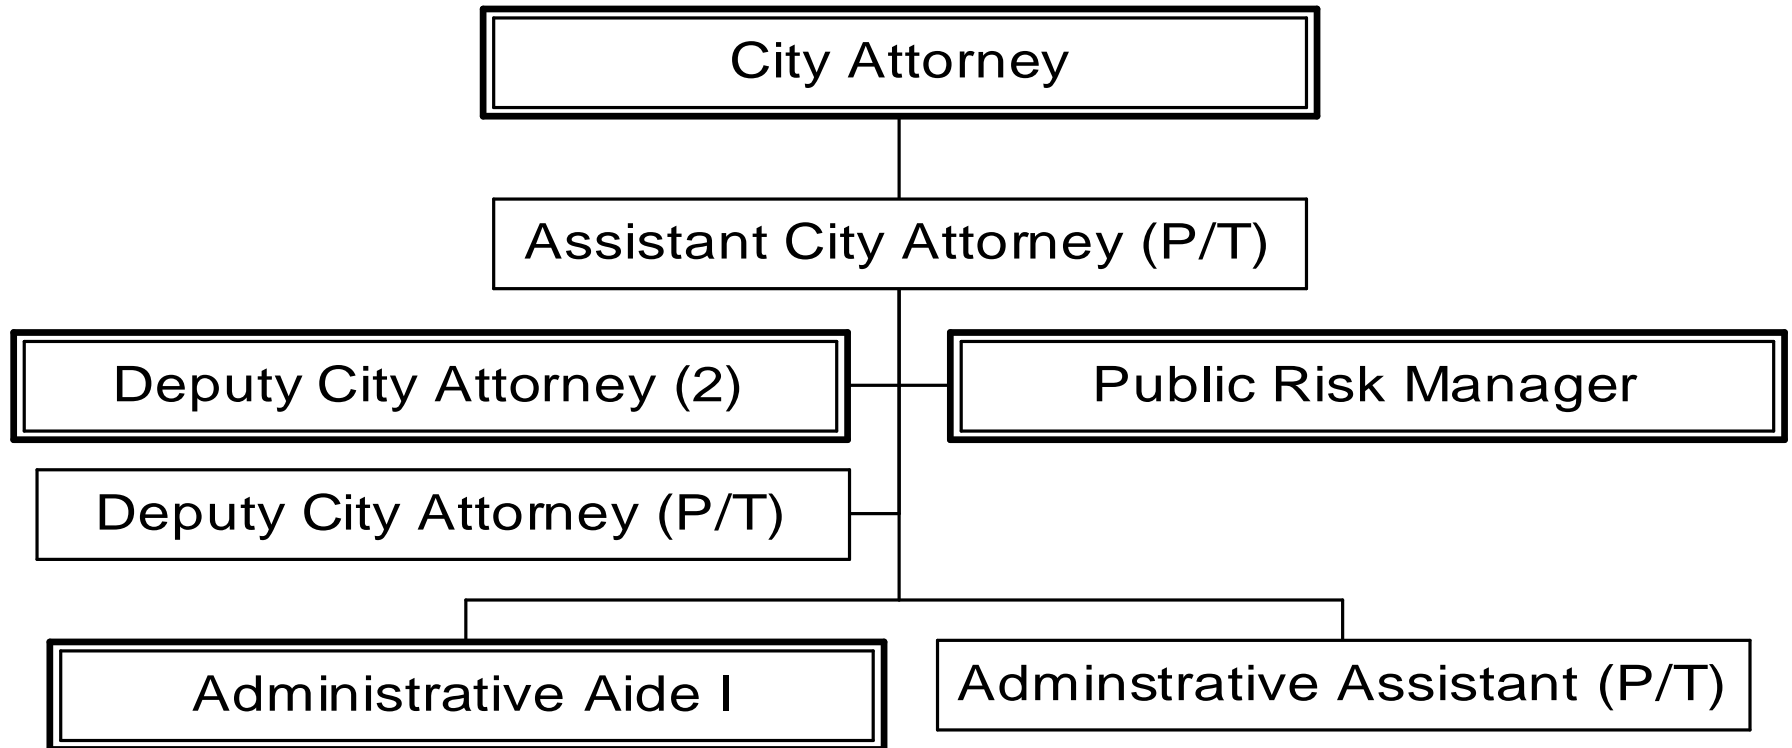 City Attorney
Assistant City Attorney (P/T)
Deputy City Attorney (2)
Public Risk Manager
Deputy City Attorney (P/T)
Administrative Aide I
Adminstrative Assistant (P/T)